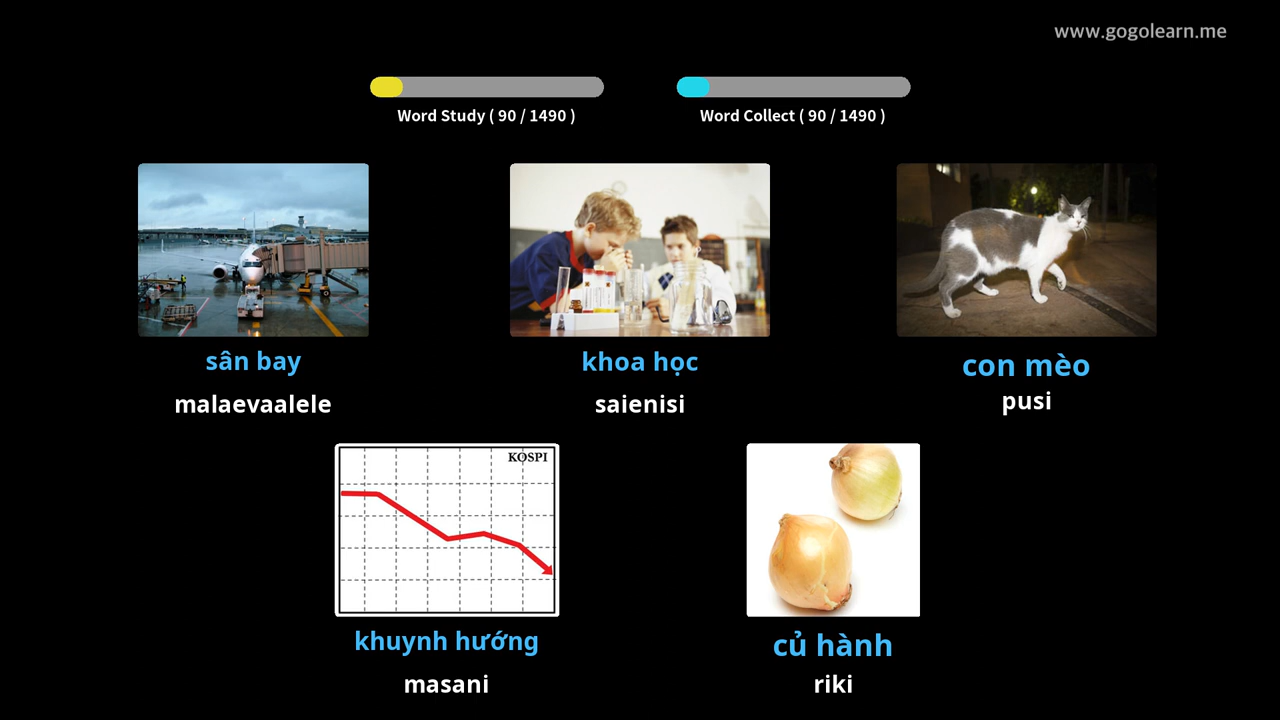 www.gogolearn.me
Word Study ( 90 / 1490 )
Word Collect ( 90 / 1490 )
sân bay
malaevaalele
khoa học
saienisi
con mèo
pusi
KOSPI
khuynh hướng
masani
củ hành
riki